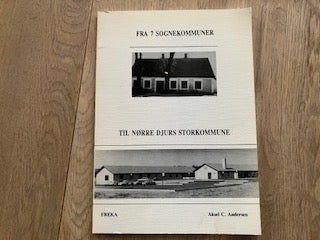 FRA 7 SOGNEKOMMUNER
TIL NØRRE DJURS STORKOMMUNE
FREKA Aksel C. Andersen